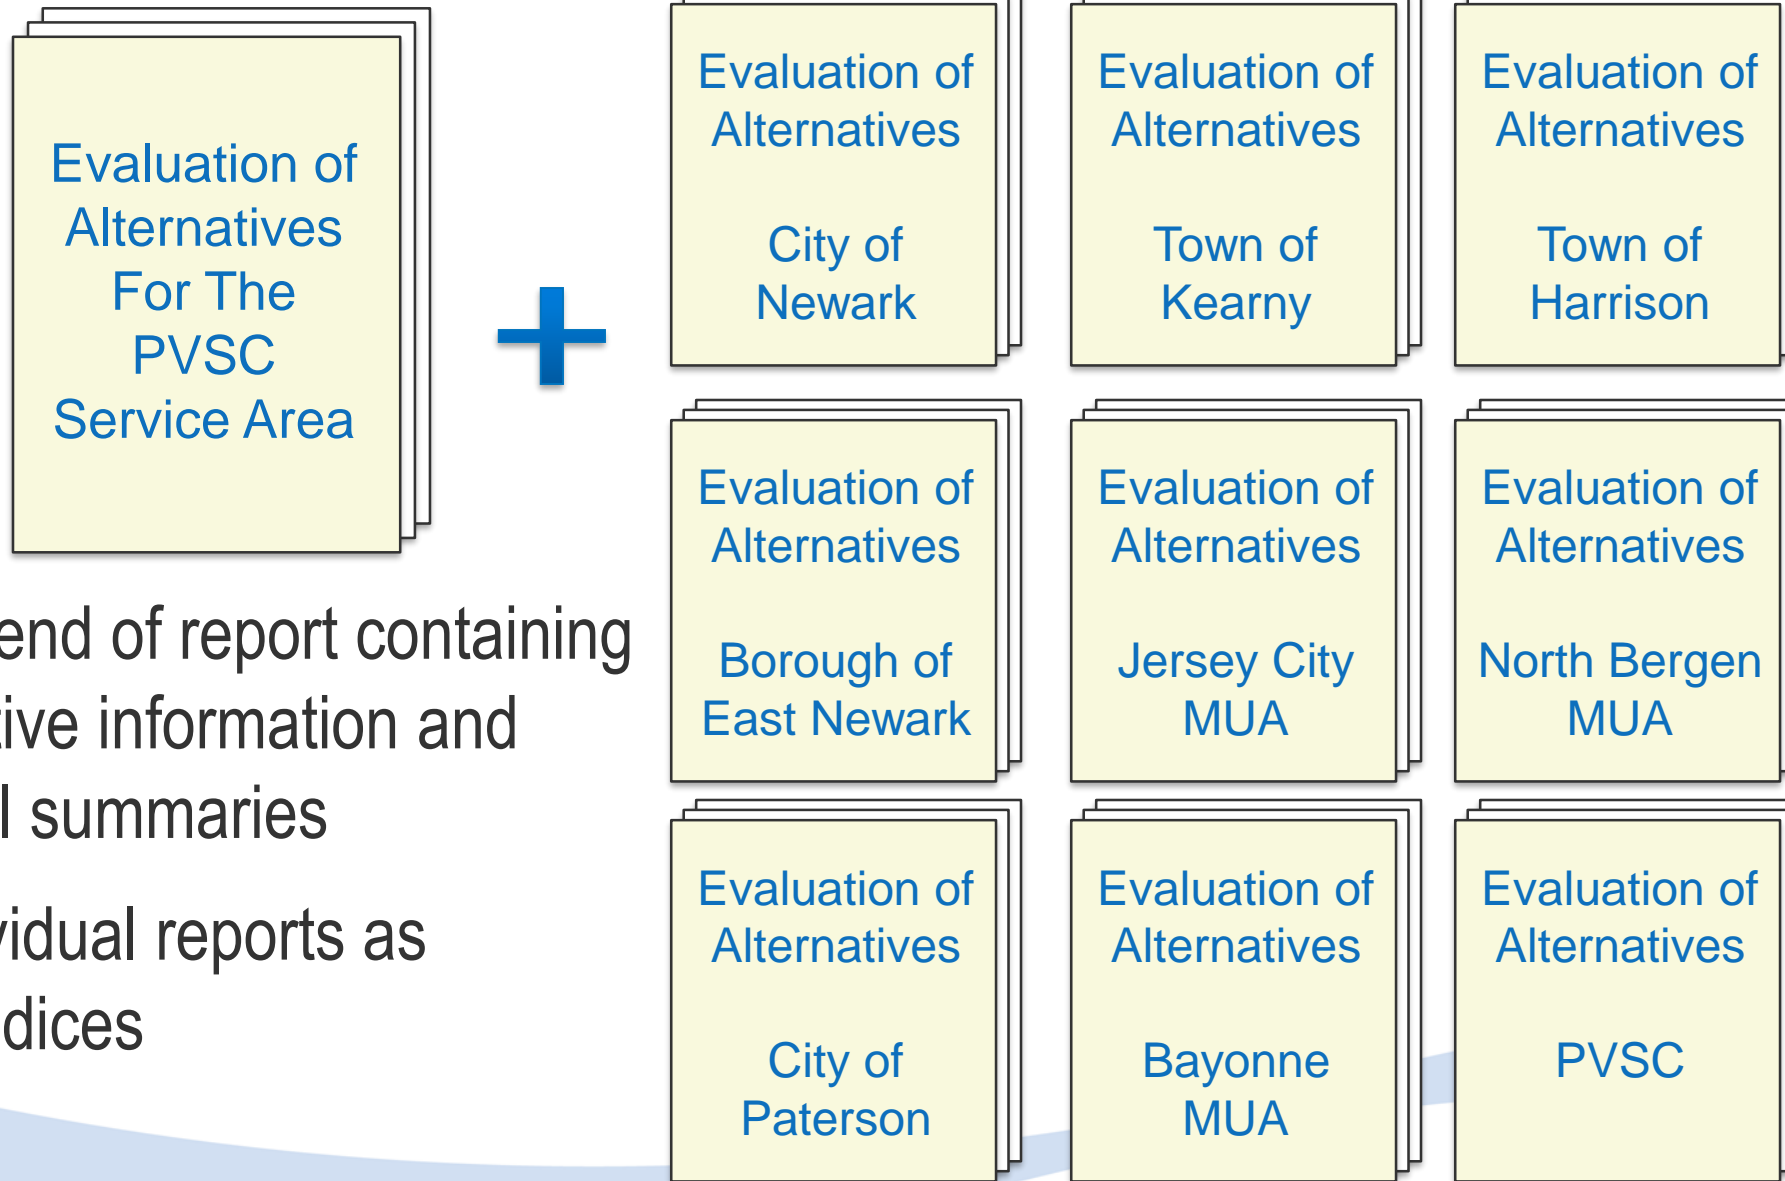 Evaluation of
Alternatives
For The
PVSC
Service Area
+
Evaluation of
Alternatives
City of
Newark
Evaluation of
Alternatives
Town of
Kearny
Evaluation of
Alternatives
Town of
Harrison
Evaluation of
Alternatives
Borough of
East Newark
Evaluation of
Alternatives
Jersey City
MUA
Evaluation of
Alternatives
North Bergen
MUA
Evaluation of
Alternatives
City of
Paterson
Evaluation of
Alternatives
Bayonne
MUA
Evaluation of
Alternatives
PVSC
end of report containing
tive information and
l summaries
vidual reports as
dices